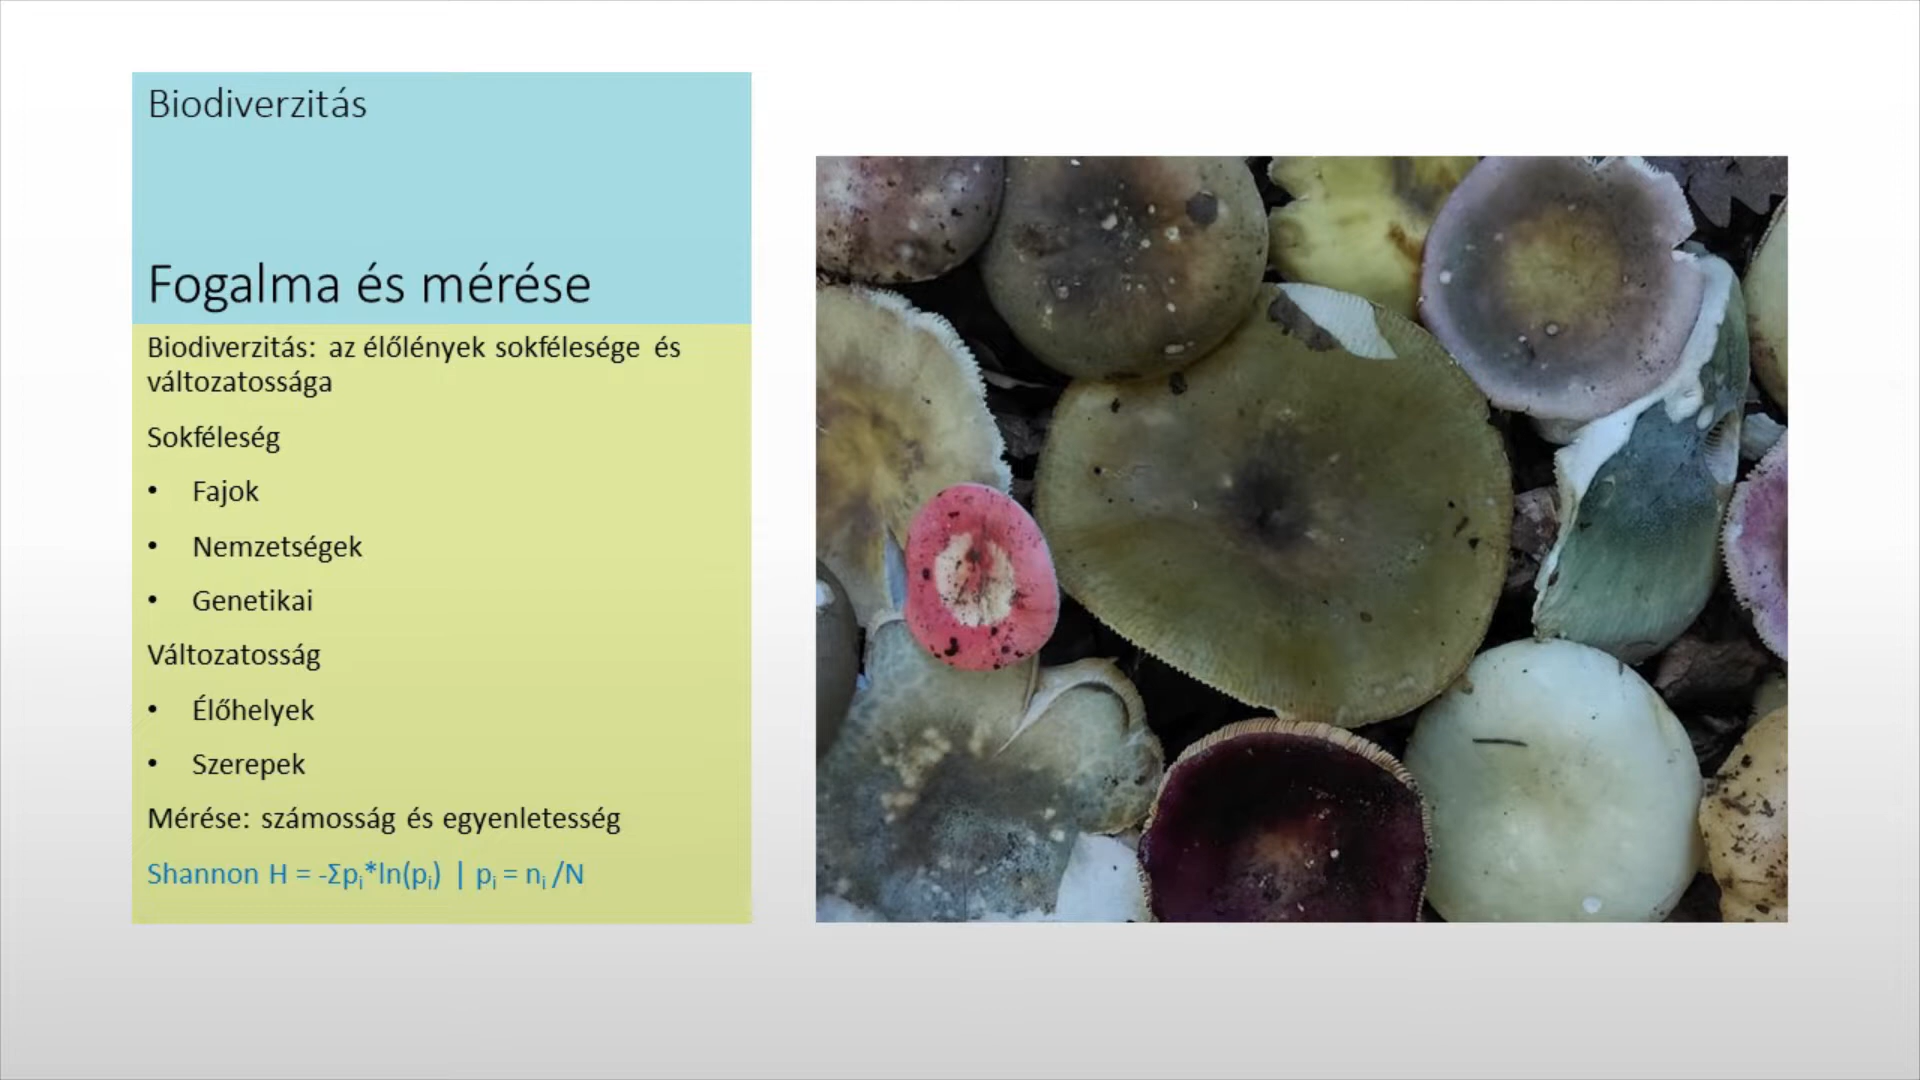 Biodiverzitás
Fogalma és mérése
Biodiverzitás: az élőlények sokfélesége és
változatossága
Sokféleség
• Fajok
• Nemzetségek
• Genetikai
Változatosság
• Élőhelyek
• Szerepek
Mérése: számosság és egyenletesség
Shannon H = -Σpᵢ*ln(pᵢ) | pᵢ = nᵢ /N